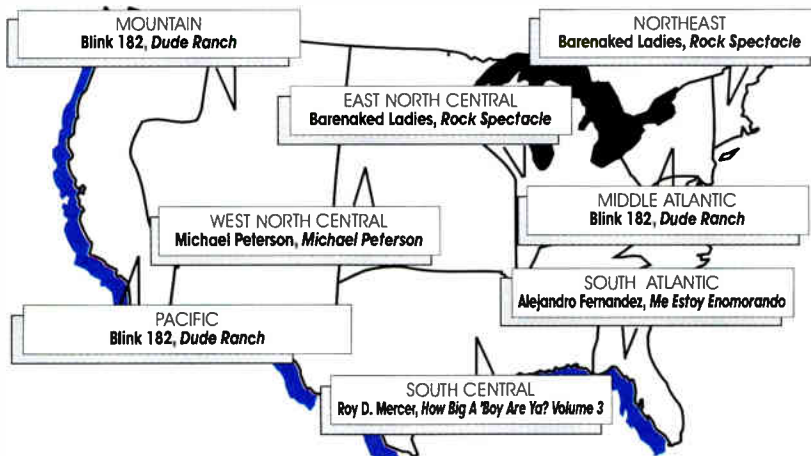 MOUNTAIN
Blink 182, Dude Ranch
NORTHEAST
Barenaked Ladies, Rock Spectacle
EAST NORTH CENTRAL
Barenaked Ladies, Rock Spectacle
WEST NORTH CENTRAL
Michael Peterson, Michael Peterson
MIDDLE ATLANTIC
Blink 182, Dude Ranch
SOUTH ATLANTIC
Alejandro Fernandez, Me Estoy Enomorando
PACIFIC
Blink 182, Dude Ranch
SOUTH CENTRAL
Roy D. Mercer, How Big A 'Boy Are Ya? Volume 3